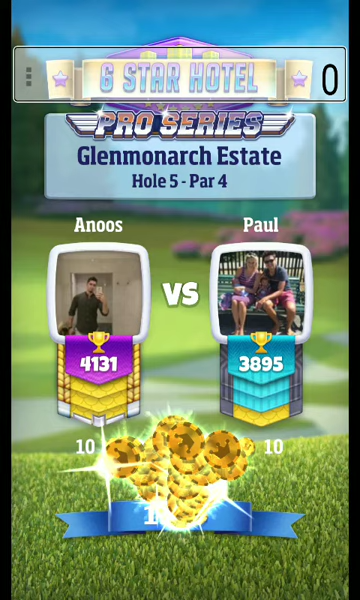 6 STAR HOTEL
0
PRO SERIES
Glenmonarch Estate
Hole 5 - Par 4
Anoos
Paul
VS
4131
3895
10
10